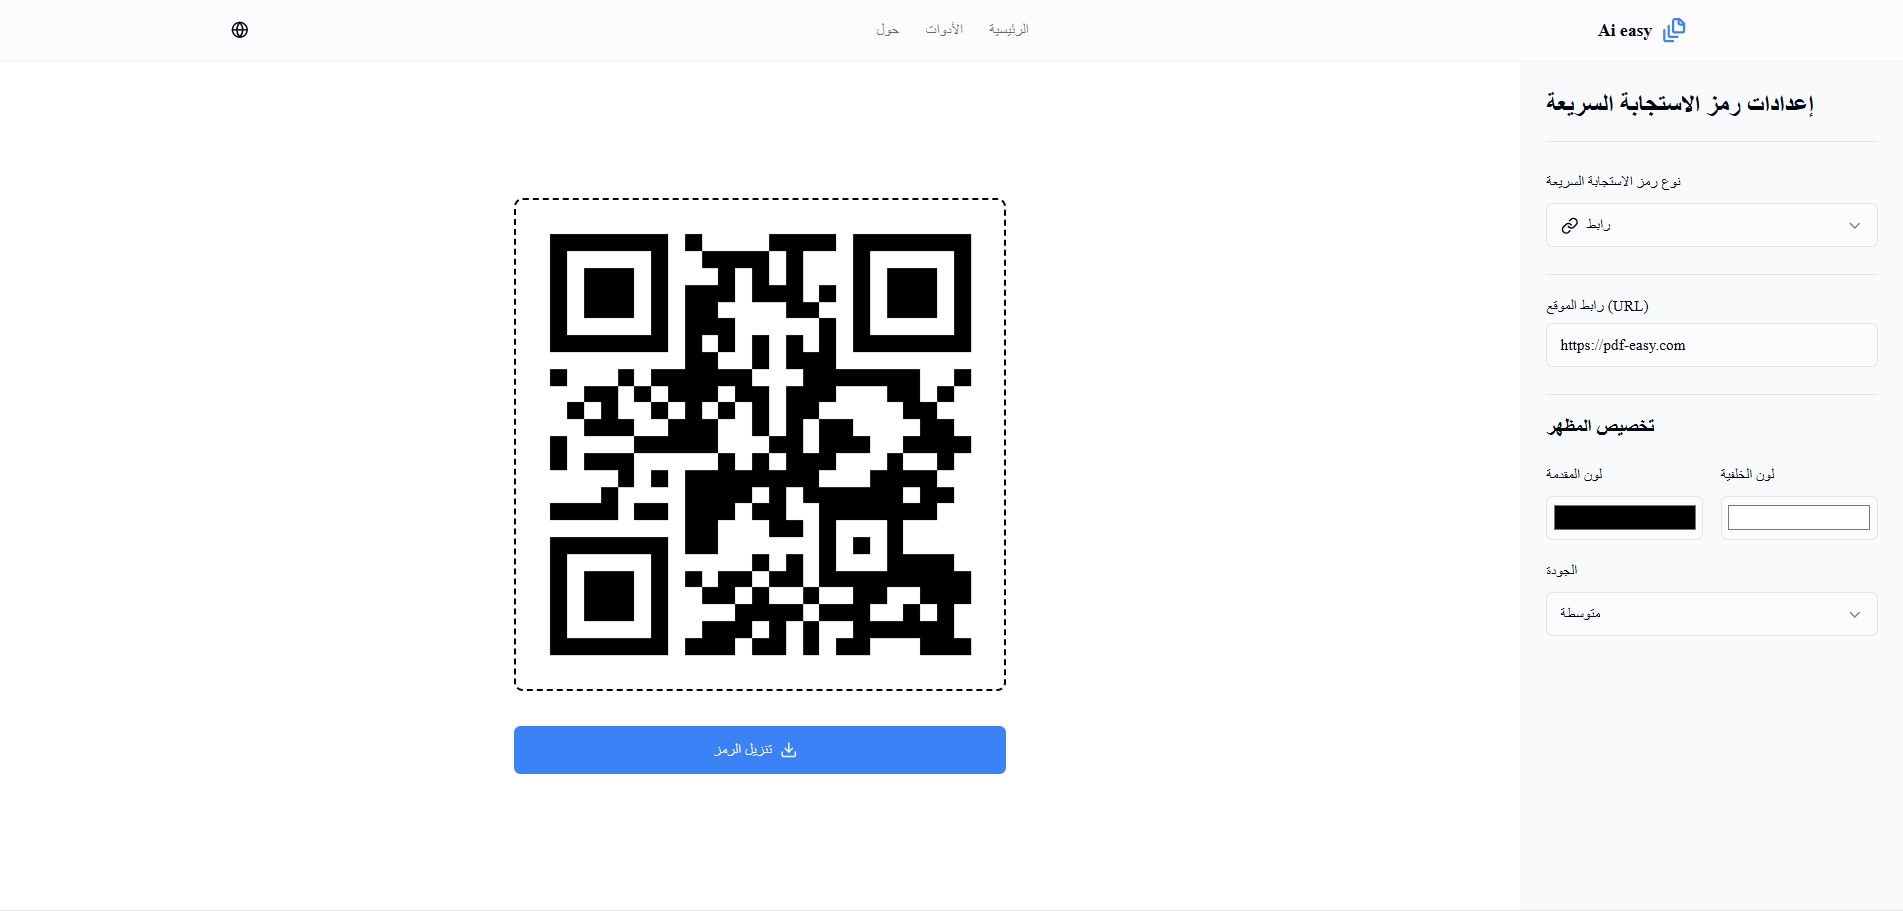 Ai easy
الرئيسية
الأدوات
حول
إعدادات رمز الاستجابة السريعة
نوع رمز الاستجابة السريعة
رابط
رابط الموقع (URL)
https://pdf-easy.com
تخصيص المظهر
لون المقدمة
لون الخلفية
الجودة
متوسطة
تنزيل الرمز